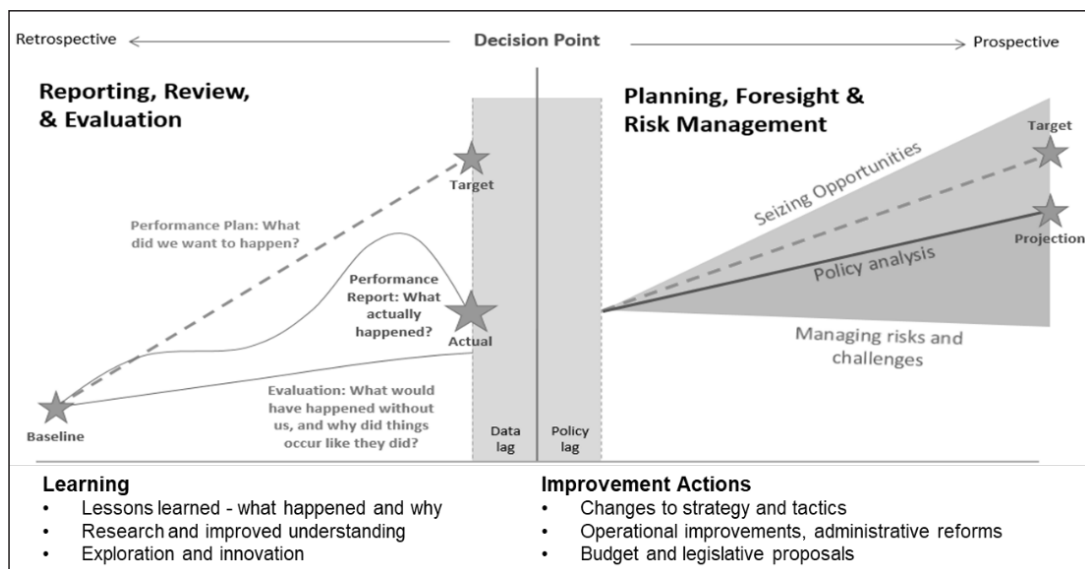 Retrospective
Decision Point
Prospective
Reporting, Review,
& Evaluation
Planning, Foresight &
Risk Management
Target
Target
Performance Plan: What
did we want to happen?
Seizing Opportunities
Projection
Policy analysis
Performance
Report: What
actually
happened?
Actual
Managing risks and
challenges
Baseline
Evaluation: What would
have happened without
us, and why did things
occur like they did?
Data
lag
Policy
lag
Learning
• Lessons learned - what happened and why
• Research and improved understanding
• Exploration and innovation
Improvement Actions
• Changes to strategy and tactics
• Operational improvements, administrative reforms
• Budget and legislative proposals